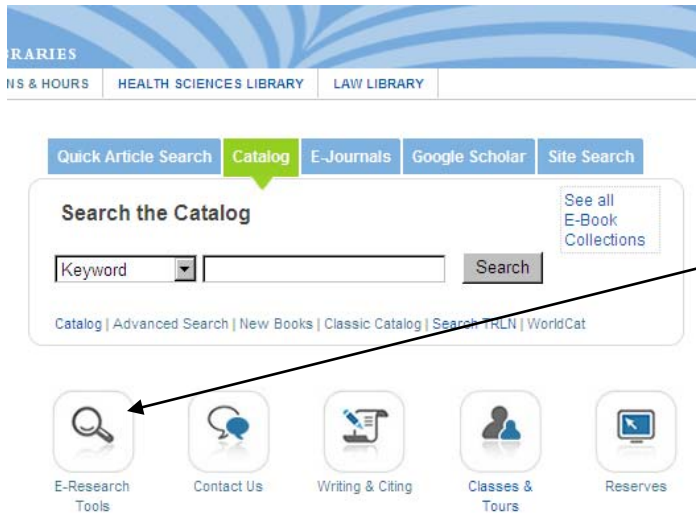 NS & HOURS HEALTH SCIENCES LIBRARY LAW LIBRARY
Quick Article Search Catalog E-Journals Google Scholar Site Search
Search the Catalog
See all
E-Book
Collections
Keyword Search
Catalog | Advanced Search | New Books | Classic Catalog | Search TRLN | WorldCat
E-Research
Tools
Contact Us
Writing & Citing
Classes &
Tours
Reserves